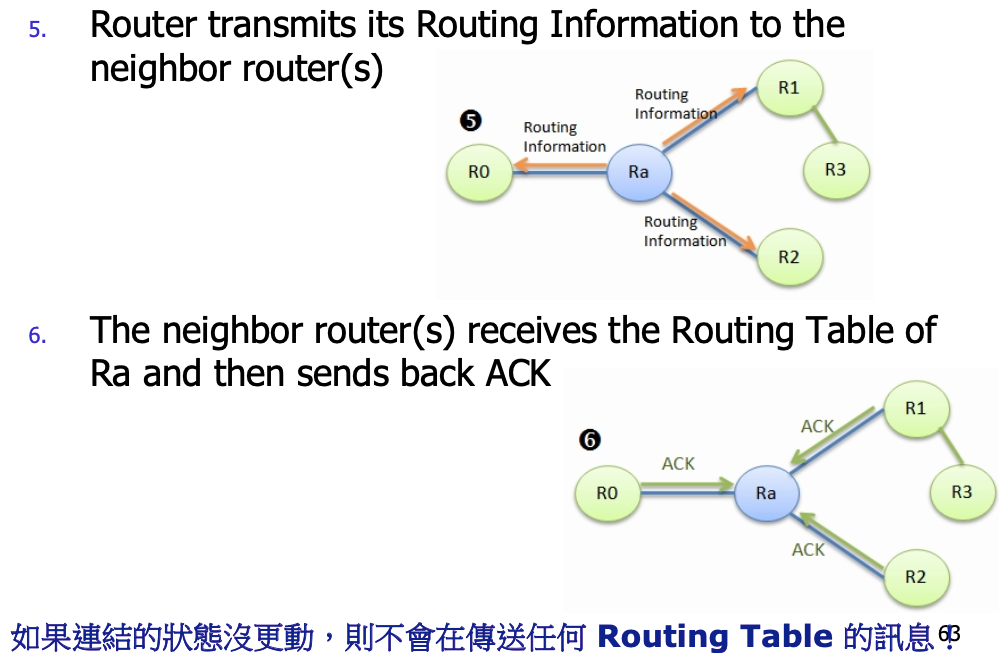 5. Router transmits its Routing Information to the
neighbor router(s)
R1
Routing
Information
❺
Routing
Information
R0
Ra
R3
Routing
Information
R2
6. The neighbor router(s) receives the Routing Table of
Ra and then sends back ACK
R1
ACK
❻
ACK
R0
Ra
R3
ACK
R2
如果連結的狀態沒更動，則不會在傳送任何 Routing Table 的訊息！
63